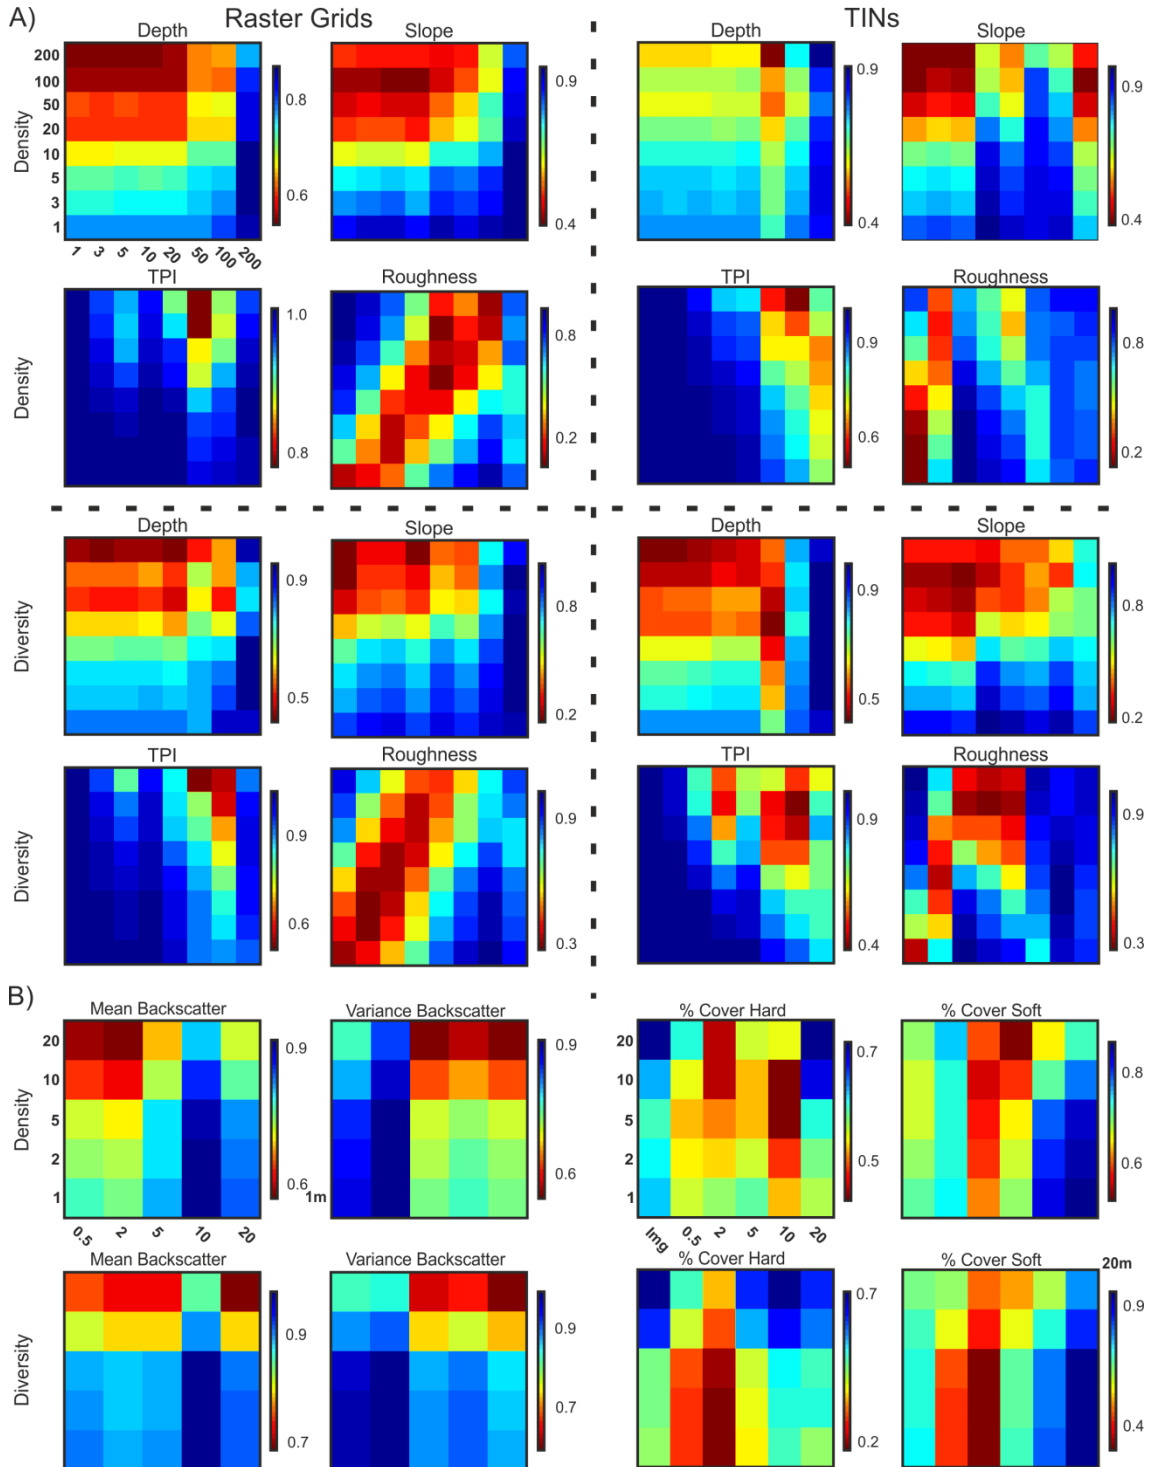 A)
Raster Grids
TINs
Depth
Slope
Depth
Slope
Density
200
100
50
20
10
5
3
1
0.8
0.6
0.9
0.4
0.9
0.4
0.9
0.4
1 3 5 10 20 50 100 200
TPI
Roughness
TPI
Roughness
Density
1.0
0.8
0.8
0.2
0.9
0.6
0.8
0.2
Depth
Slope
Depth
Slope
Diversity
0.9
0.5
0.8
0.2
0.9
0.5
0.8
0.2
TPI
Roughness
TPI
Roughness
Diversity
0.9
0.6
0.9
0.3
0.9
0.4
0.9
0.3
B)
Mean Backscatter
Variance Backscatter
% Cover Hard
% Cover Soft
Density
20
10
5
2
1
0.9
0.6
1m
0.9
0.6
20
10
5
2
1
0.7
0.5
0.8
0.6
0.5 2 5 10 20
Img 0.5 2 5 10 20
Mean Backscatter
Variance Backscatter
% Cover Hard
% Cover Soft
20m
Diversity
0.9
0.7
0.9
0.7
0.7
0.2
0.9
0.4